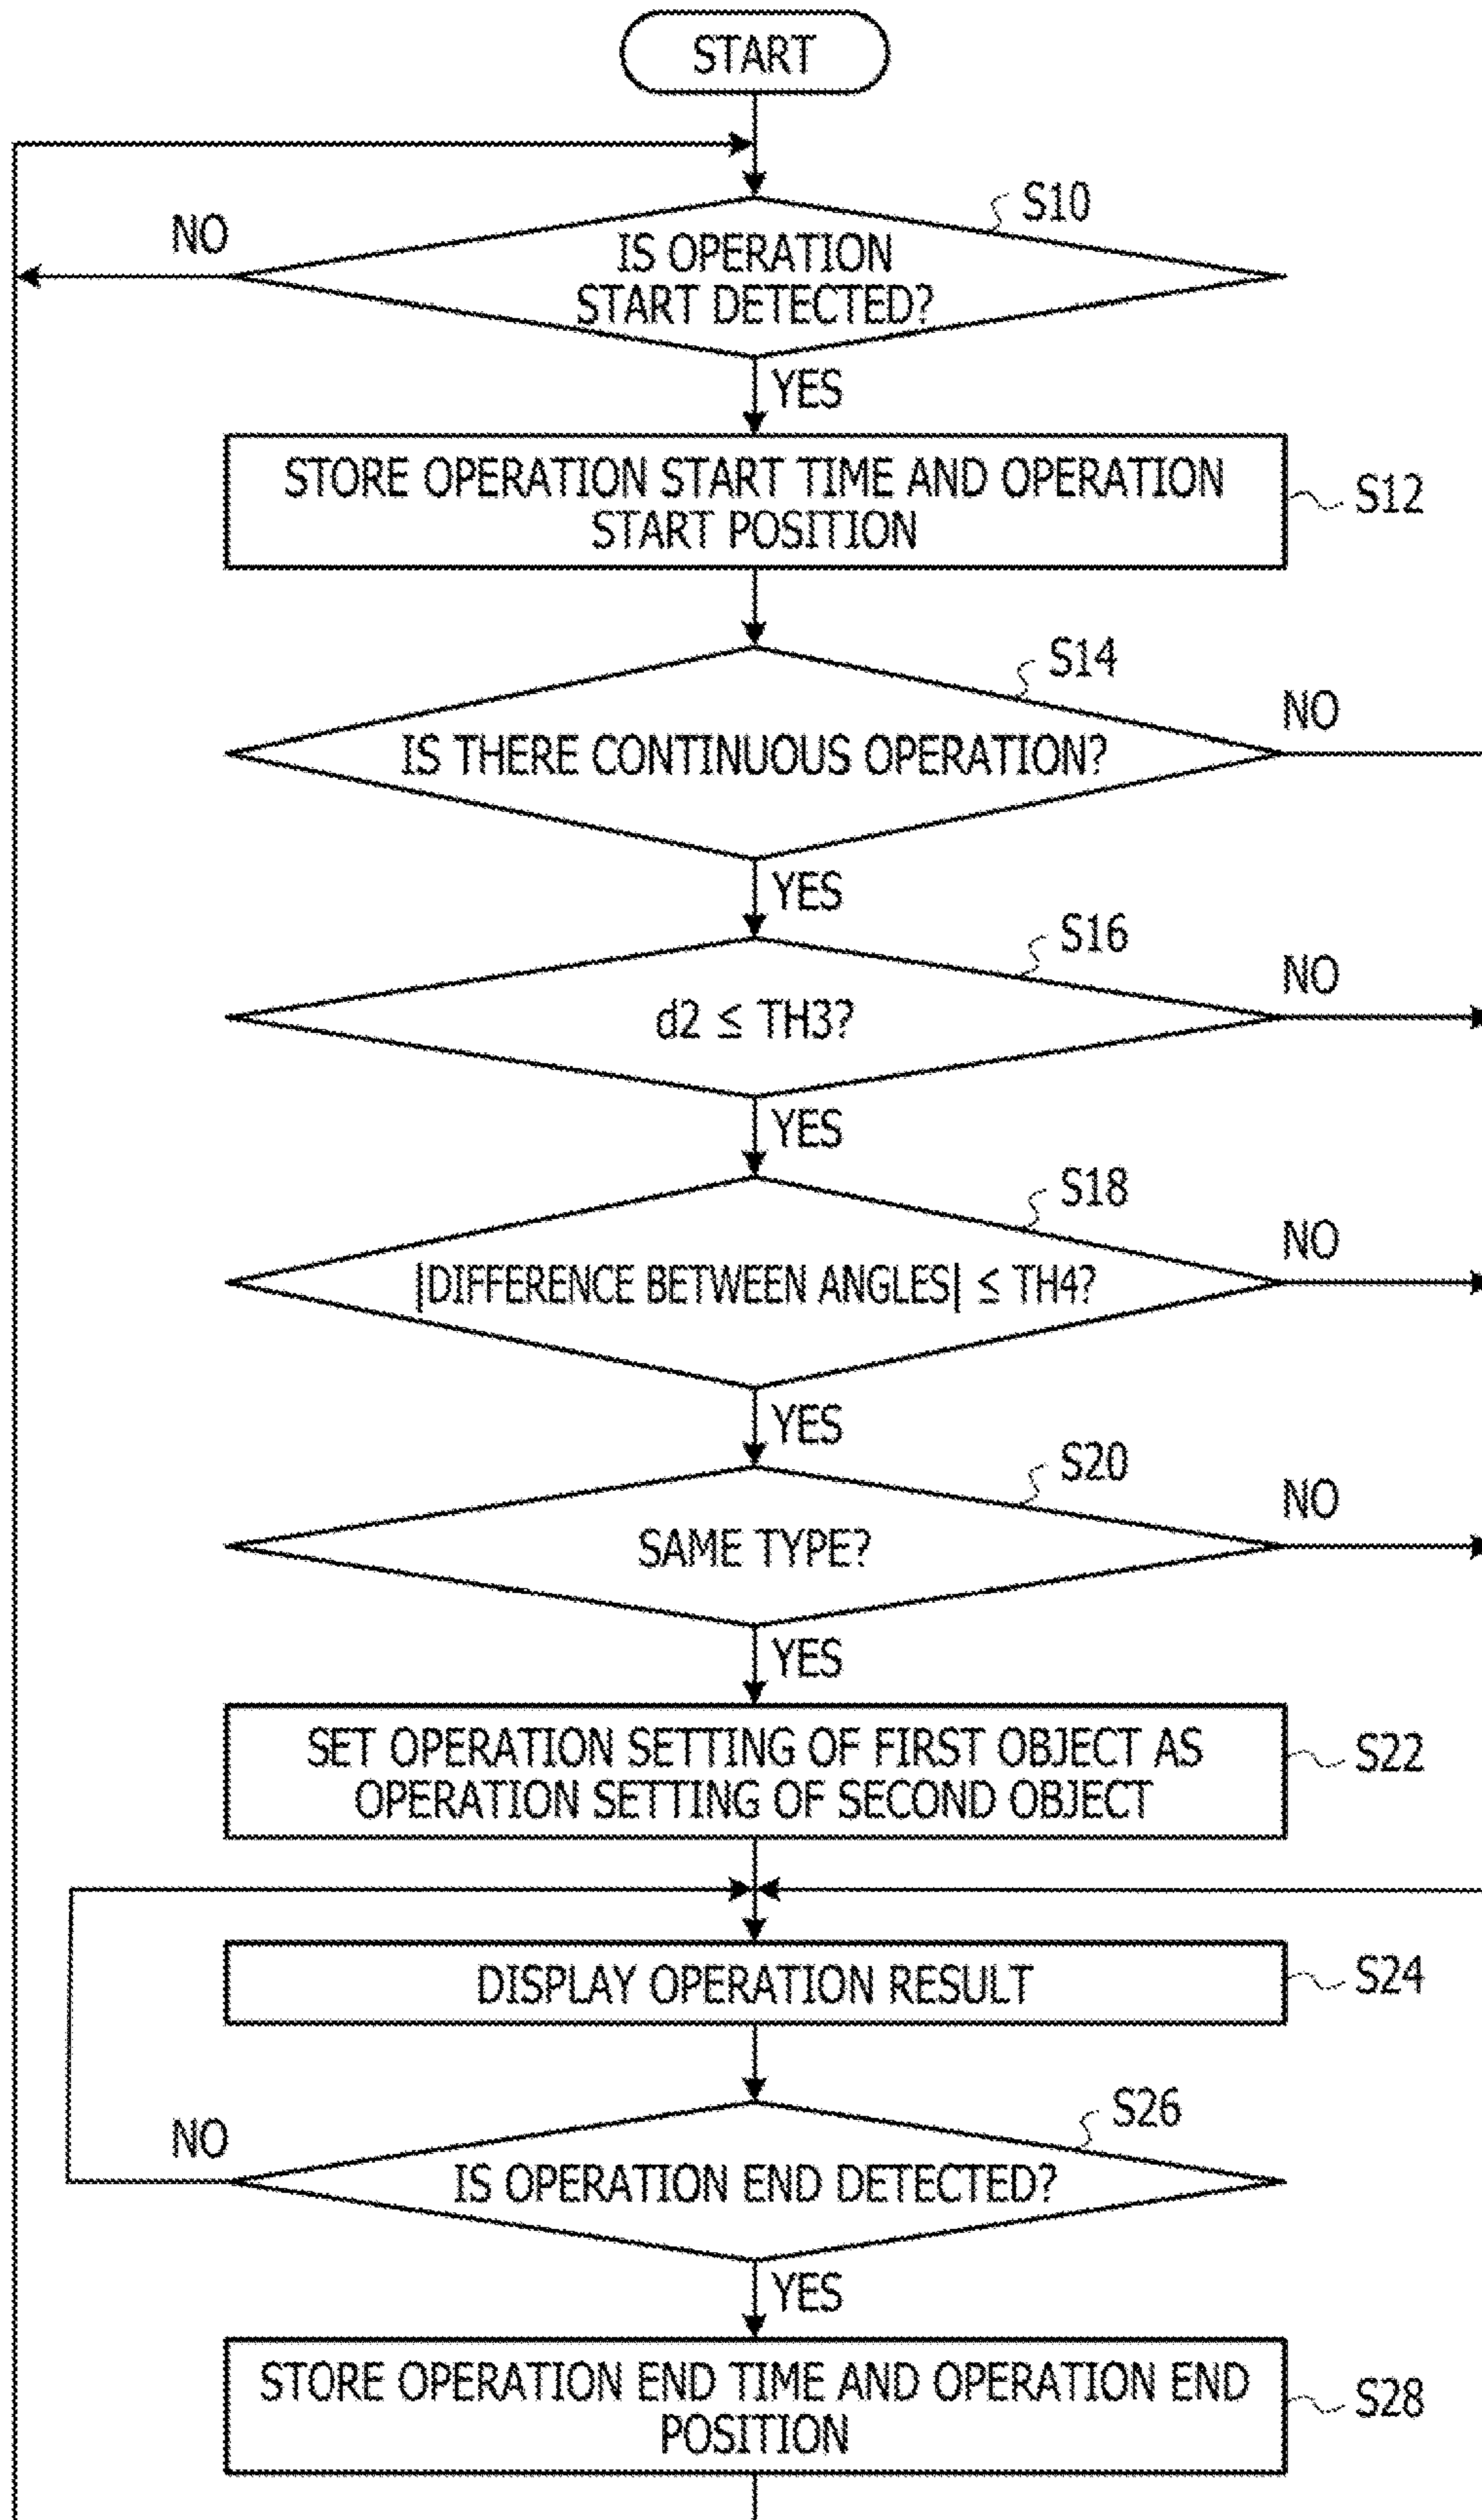 START
S10
NO
IS OPERATION
START DETECTED?
YES
STORE OPERATION START TIME AND OPERATION
START POSITION
S12
S14
NO
IS THERE CONTINUOUS OPERATION?
YES
S16
NO
d2 ≤ TH3?
YES
S18
NO
|DIFFERENCE BETWEEN ANGLES| ≤ TH4?
YES
S20
NO
SAME TYPE?
YES
SET OPERATION SETTING OF FIRST OBJECT AS
OPERATION SETTING OF SECOND OBJECT
S22
DISPLAY OPERATION RESULT
S24
S26
NO
IS OPERATION END DETECTED?
YES
STORE OPERATION END TIME AND OPERATION END
POSITION
S28